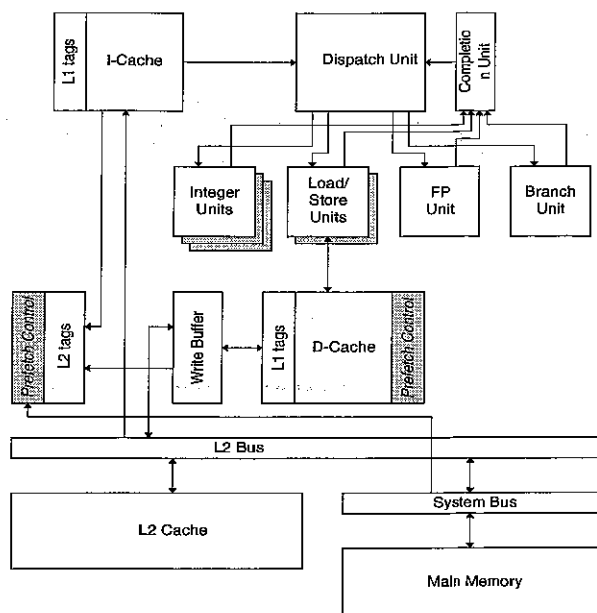 L1 tags
I-Cache
Dispatch Unit
Completio
n Unit
Integer
Units
Load/
Store
Units
FP
Unit
Branch
Unit
Prefetch Control
L2 tags
Write Buffer
L1 tags
D-Cache
Prefetch Control
L2 Bus
L2 Cache
System Bus
Main Memory